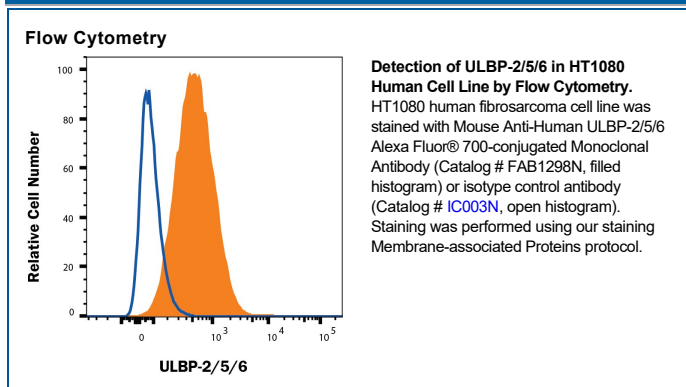 Flow Cytometry
Relative Cell Number
100
80
60
40
20
0
0
10 3
10 4
10 5
ULBP-2/5/6
Detection of ULBP-2/5/6 in HT1080
Human Cell Line by Flow Cytometry.
HT1080 human fibrosarcoma cell line was
stained with Mouse Anti-Human ULBP-2/5/6
Alexa Fluor® 700-conjugated Monoclonal
Antibody (Catalog # FAB1298N, filled
histogram) or isotype control antibody
(Catalog # IC003N, open histogram).
Staining was performed using our staining
Membrane-associated Proteins protocol.